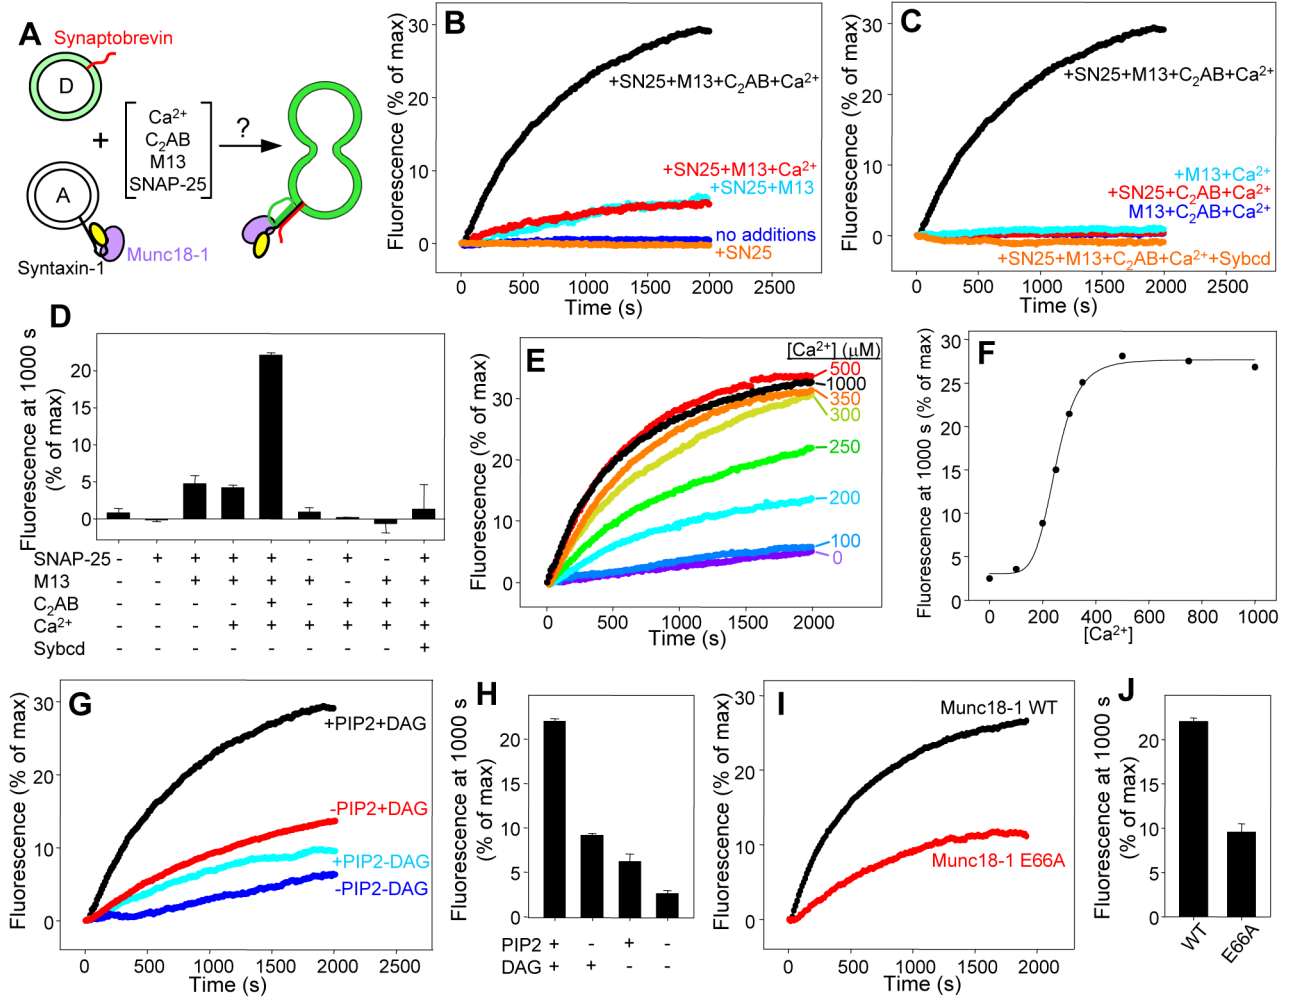 A
Synaptobrevin
D
+
Ca²⁺
C₂AB
M13
SNAP-25
?
A
Munc18-1
Syntaxin-1
B
Fluorescence (% of max)
30
20
10
0
+SN25+M13+C₂AB+Ca²⁺
+SN25+M13+Ca²⁺
+SN25+M13
no additions
+SN25
0 500 1000 1500 2000 2500
Time (s)
C
Fluorescence (% of max)
30
20
10
0
+SN25+M13+C₂AB+Ca²⁺
+M13+Ca²⁺
+SN25+C₂AB+Ca²⁺
M13+C₂AB+Ca²⁺
+SN25+M13+C₂AB+Ca²⁺+Sybcd
0 500 1000 1500 2000 2500
Time (s)
D
Fluorescence at 1000 s
(% of max)
20
15
10
5
0
SNAP-25 - + + + + - - - +
M13 - - + + + + - + +
C₂AB - - - - + - + + +
Ca²⁺ - - - + + + + + +
Sybcd - - - - - - - - +
E
Fluorescence (% of max)
30
20
10
0
[Ca²⁺] (μM)
500
1000
350
300
250
200
100
0
0 500 1000 1500 2000
Time (s)
F
Fluorescence at 1000 s (% of max)
30
25
20
15
10
5
0
0 200 400 600 800 1000
[Ca²⁺]
G
Fluorescence (% of max)
30
20
10
0
+PIP2+DAG
-PIP2+DAG
+PIP2-DAG
-PIP2-DAG
0 500 1000 1500 2000 2500
Time (s)
H
Fluorescence at 1000 s
(% of max)
20
15
10
5
0
PIP2 + - + -
DAG + + - -
I
Fluorescence (% of max)
30
20
10
0
Munc18-1 WT
Munc18-1 E66A
0 500 1000 1500 2000
Time (s)
J
Fluorescence at 1000 s
(% of max)
20
15
10
5
0
WT E66A